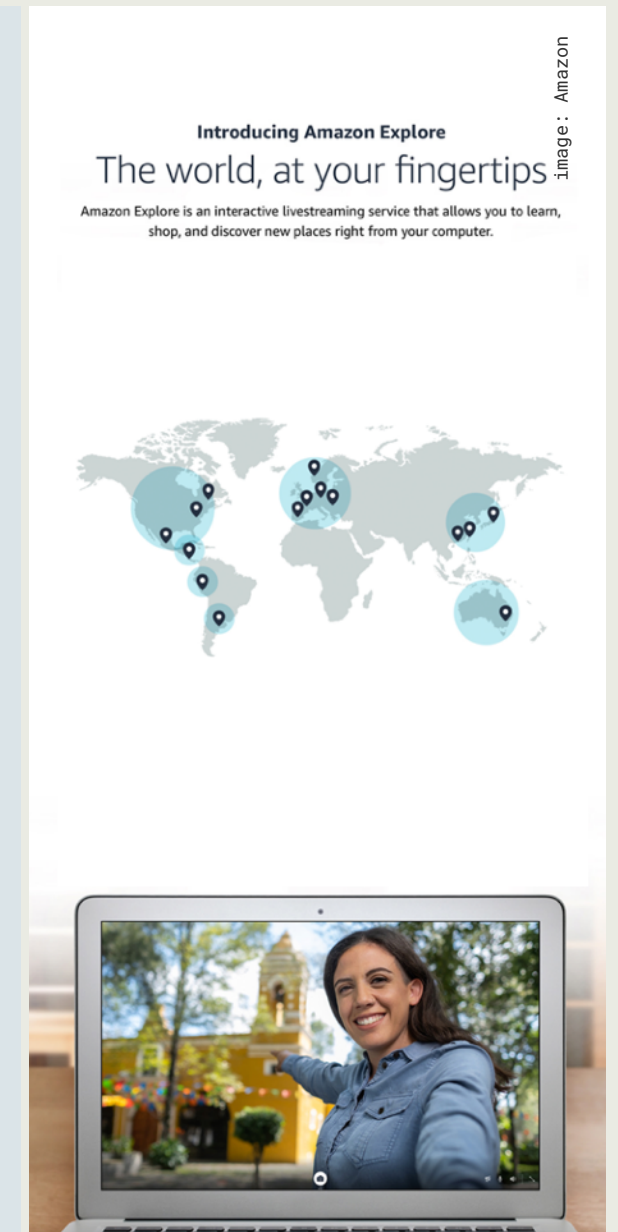 image: Amazon
Introducing Amazon Explore
The world, at your fingertips
Amazon Explore is an interactive livestreaming service that allows you to learn,
shop, and discover new places right from your computer.